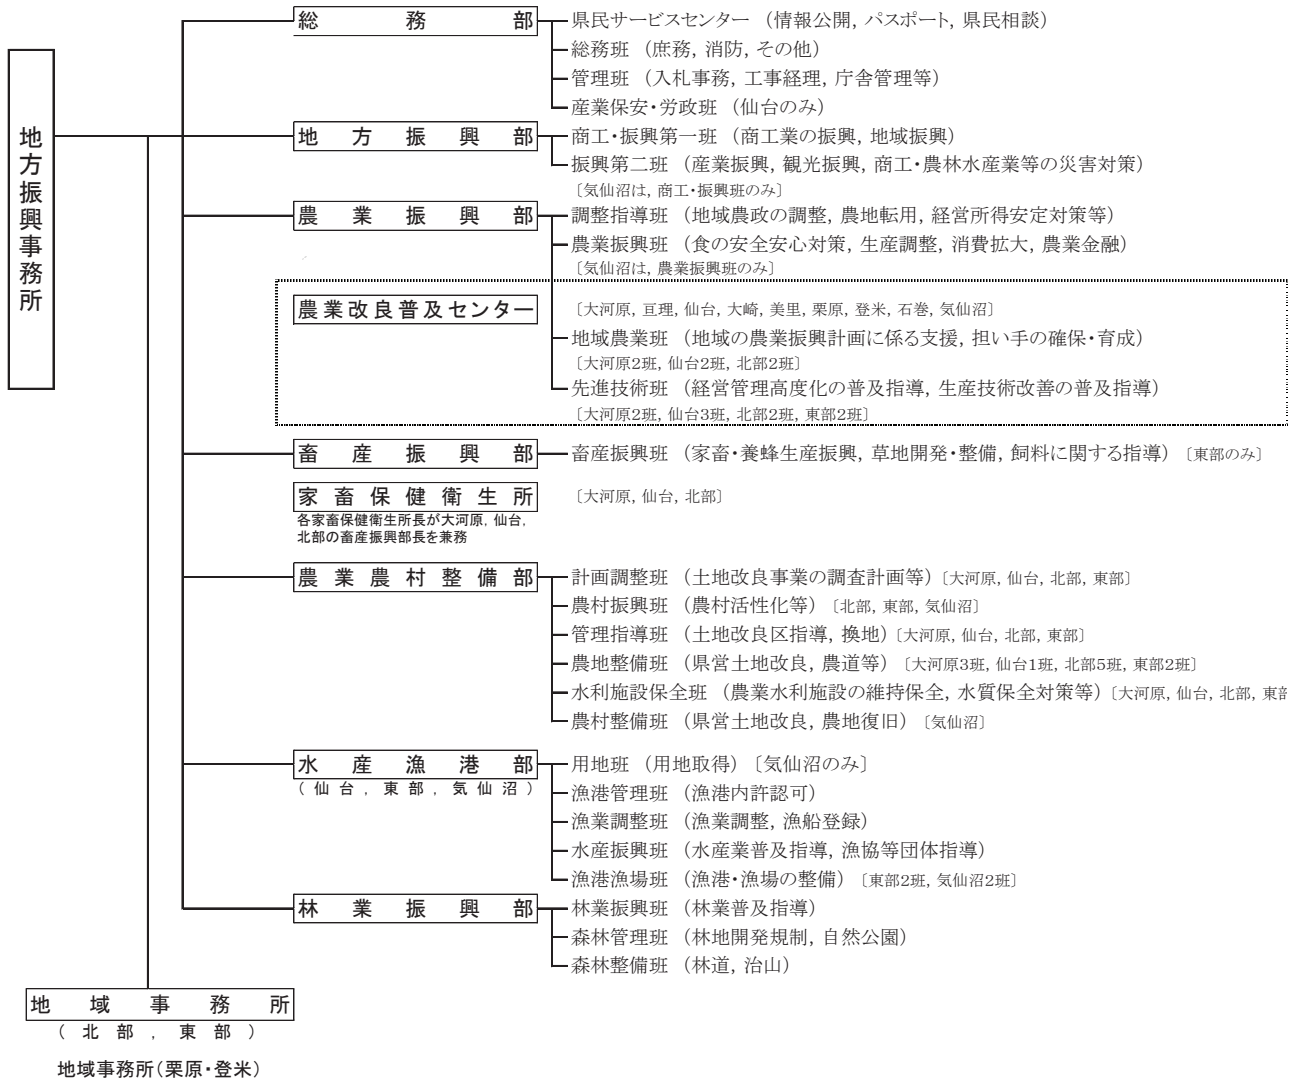 地方振興事務所
総務部
県民サービスセンター （情報公開, パスポート, 県民相談）
総務班 （庶務, 消防, その他）
管理班 （入札事務, 工事経理, 庁舎管理等）
産業保安・労政班 （仙台のみ）
地方振興部
商工・振興第一班 （商工業の振興, 地域振興）
振興第二班 （産業振興, 観光振興, 商工・農林水産業等の災害対策）
〔気仙沼は, 商工・振興班のみ〕
農業振興部
調整指導班 （地域農政の調整, 農地転用, 経営所得安定対策等）
農業振興班 （食の安全安心対策, 生産調整, 消費拡大, 農業金融）
〔気仙沼は, 農業振興班のみ〕
農業改良普及センター
〔大河原, 亘理, 仙台, 大崎, 美里, 栗原, 登米, 石巻, 気仙沼〕
地域農業班 （地域の農業振興計画に係る支援, 担い手の確保・育成）
〔大河原2班, 仙台2班, 北部2班〕
先進技術班 （経営管理高度化の普及指導, 生産技術改善の普及指導）
〔大河原2班, 仙台3班, 北部2班, 東部2班〕
畜産振興部
畜産振興班 （家畜・養蜂生産振興, 草地開発・整備, 飼料に関する指導） 〔東部のみ〕
家畜保健衛生所
〔大河原, 仙台, 北部〕
各家畜保健衛生所長が大河原, 仙台,
北部の畜産振興部長を兼務
農業農村整備部
計画調整班 （土地改良事業の調査計画等） 〔大河原, 仙台, 北部, 東部〕
農村振興班 （農村活性化等） 〔北部, 東部, 気仙沼〕
管理指導班 （土地改良区指導, 換地） 〔大河原, 仙台, 北部, 東部〕
農地整備班 （県営土地改良, 農道等） 〔大河原3班, 仙台1班, 北部5班, 東部2班〕
水利施設保全班 （農業水利施設の維持保全, 水質保全対策等） 〔大河原, 仙台, 北部, 東部
農村整備班 （県営土地改良, 農地復旧） 〔気仙沼〕
水産漁港部
（仙台, 東部, 気仙沼）
用地班 （用地取得） 〔気仙沼のみ〕
漁港管理班 （漁港内許認可）
漁業調整班 （漁業調整, 漁船登録）
水産振興班 （水産業普及指導, 漁協等団体指導）
漁港漁場班 （漁港・漁場の整備） 〔東部2班, 気仙沼2班〕
林業振興部
林業振興班 （林業普及指導）
森林管理班 （林地開発規制, 自然公園）
森林整備班 （林道, 治山）
地域事務所
（北部, 東部）
地域事務所（栗原・登米）